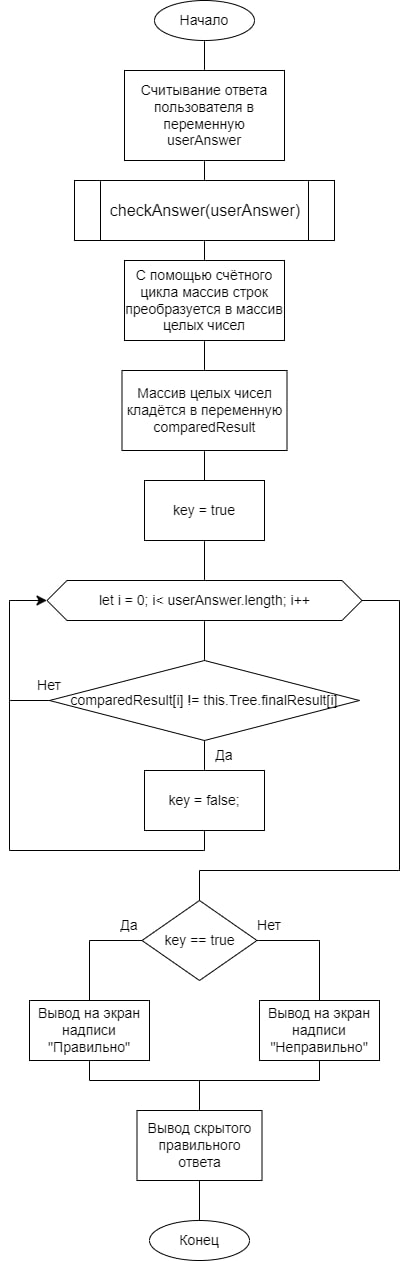 Начало
Считывание ответа
пользователя в
переменную
userAnswer
checkAnswer(userAnswer)
С помощью счётного
цикла массив строк
преобразуется в массив
целых чисел
Массив целых чисел
кладётся в переменную
comparedResult
key = true
let i = 0; i< userAnswer.length; i++
Нет
comparedResult[i] != this.Tree.finalResult[i]
Да
key = false;
Да
Нет
key == true
Вывод на экран
надписи
"Правильно"
Вывод на экран
надписи
"Неправильно"
Вывод скрытого
правильного
ответа
Конец